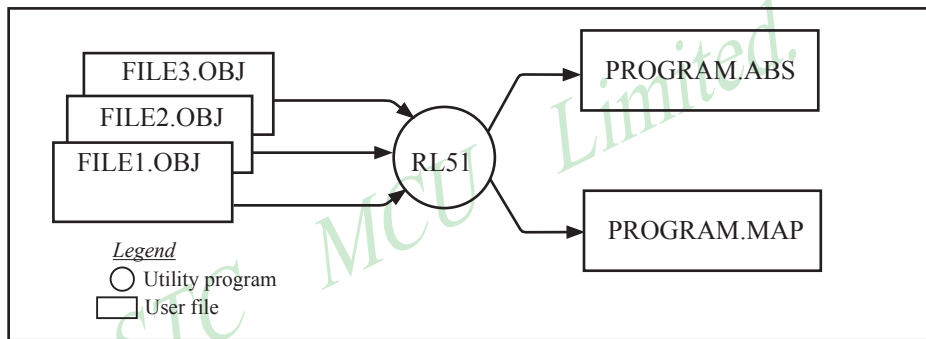 FILE3.OBJ
FILE2.OBJ
FILE1.OBJ
RL51
PROGRAM.ABS
PROGRAM.MAP
Legend
Utility program
User file
STC MCU Limited.